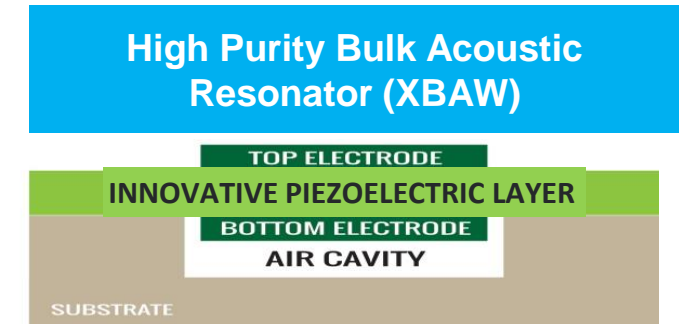 High Purity Bulk Acoustic
Resonator (XBAW)
TOP ELECTRODE
INNOVATIVE PIEZOELECTRIC LAYER
BOTTOM ELECTRODE
AIR CAVITY
SUBSTRATE